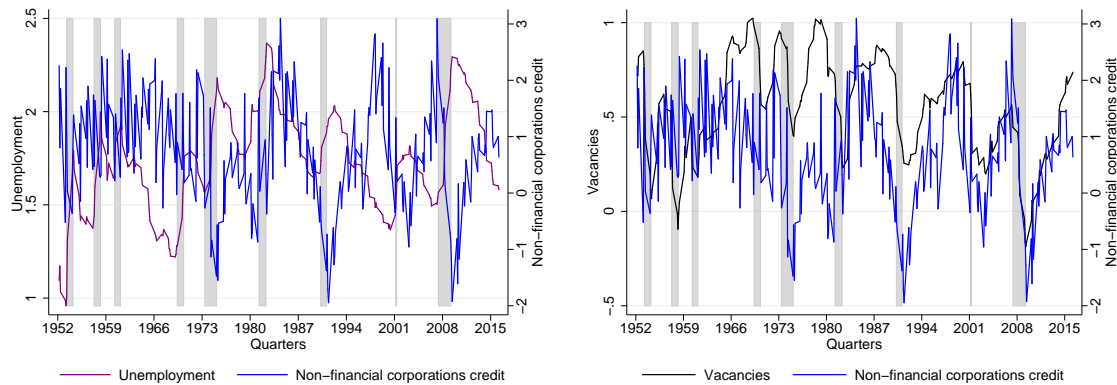 2.5
2
1.5
1
Unemployment
3
2
1
0
−1
−2
Non−financial corporations credit
1952 1959 1966 1973 1980 1987 1994 2001 2008 2015
Quarters
Unemployment Non−financial corporations credit
1
.5
0
−.5
Vacancies
3
2
1
0
−1
−2
Non−financial corporations credit
1952 1959 1966 1973 1980 1987 1994 2001 2008 2015
Quarters
Vacancies Non−financial corporations credit